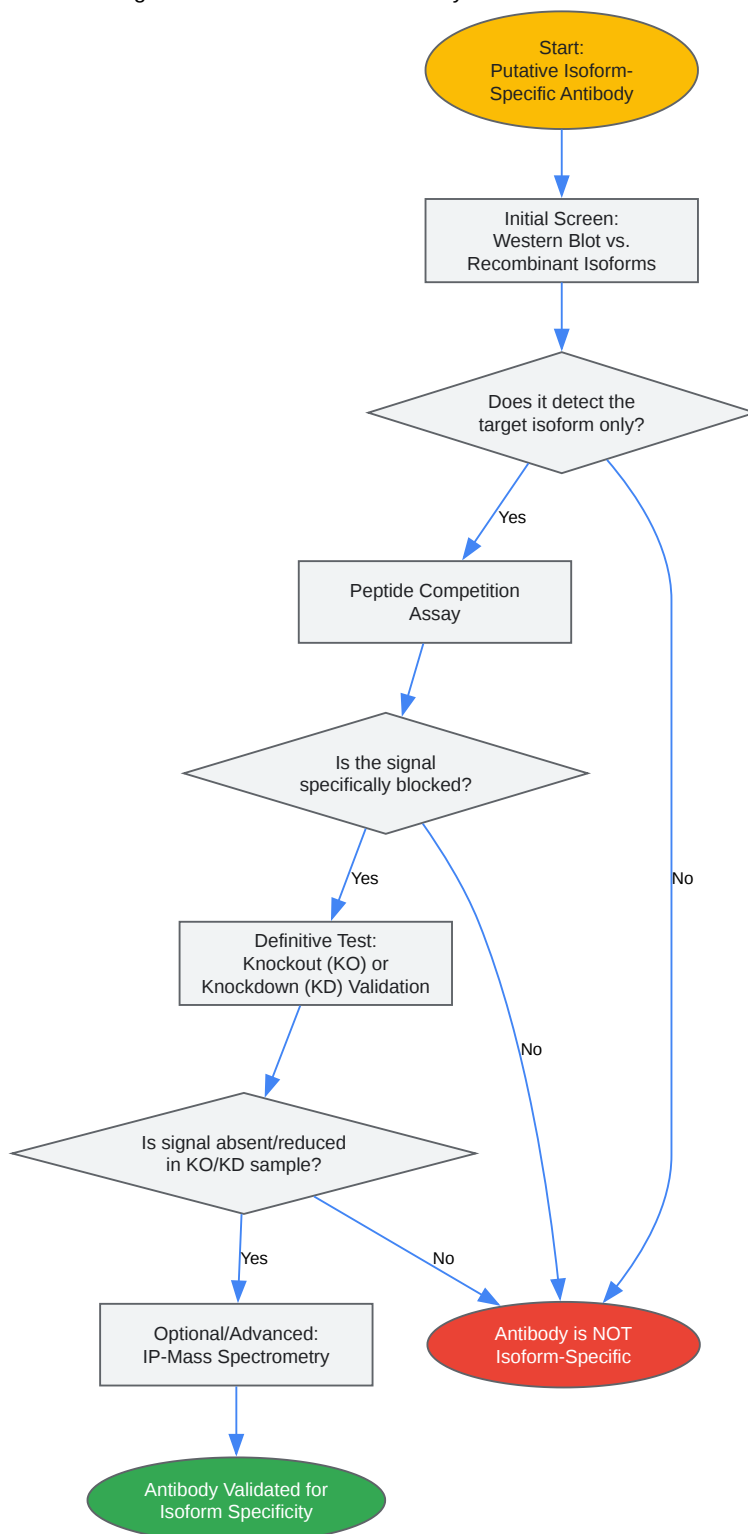 Start:
Putative Isoform-
Specific Antibody
Initial Screen:
Western Blot vs.
Recombinant Isoforms
Does it detect the
target isoform only?
Yes
Peptide Competition
Assay
Is the signal
specifically blocked?
No
Yes
Definitive Test:
Knockout (KO) or
Knockdown (KD) Validation
No
Is signal absent/reduced
in KO/KD sample?
Yes
No
Optional/Advanced:
IP-Mass Spectrometry
Antibody is NOT
Isoform-Specific
Antibody Validated for
Isoform Specificity